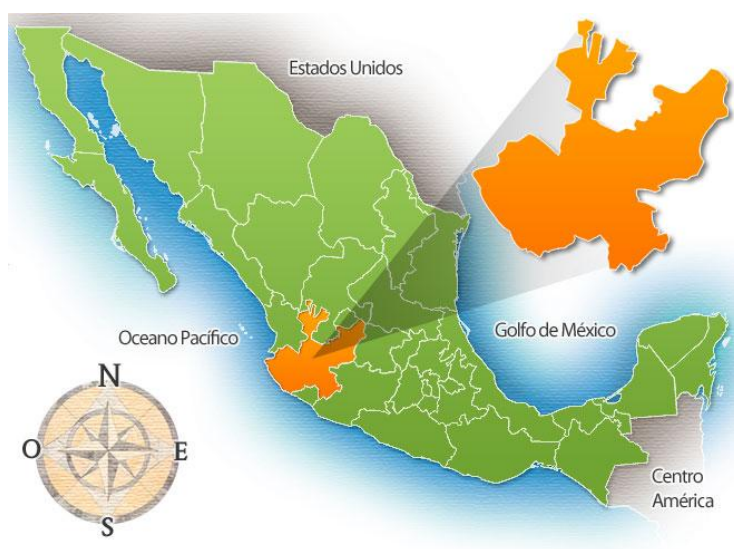 Estados Unidos
Oceano Pacífico
Golfo de México
N
O
E
S
Centro
América